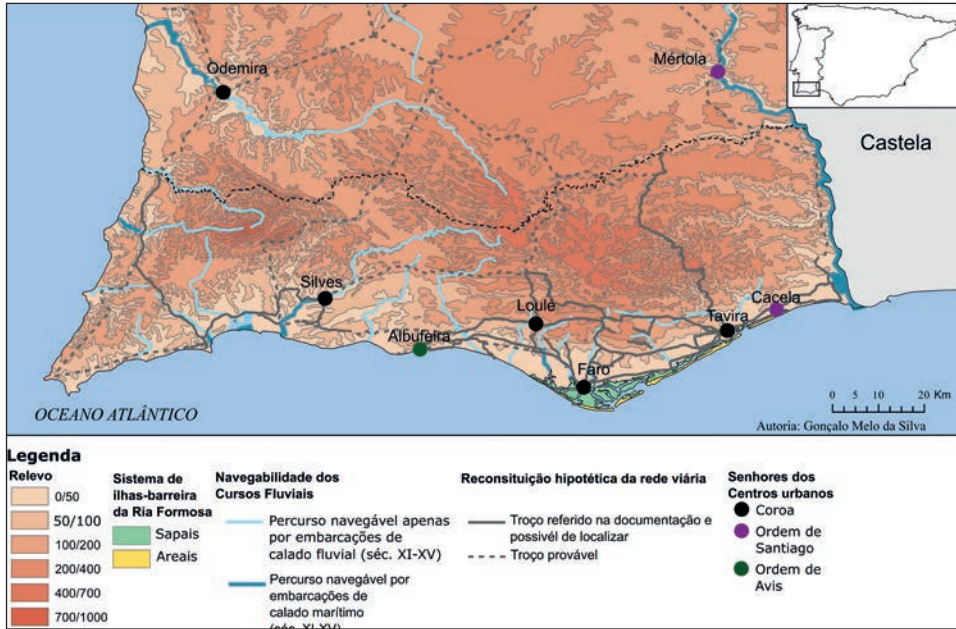 Odemira
Mértola
Castela
Silves
Loulé
Cacela
Tavira
Albufeira
Faro
OCEANO ATLÂNTICO
0 5 10 20 Km
Autoria: Gonçalo Melo da Silva
Legenda
Relevo
0/50
50/100
100/200
200/400
400/700
700/1000
Sistema de
ilhas-barreira
da Ria Formosa
Sapais
Areais
Navegabilidade dos
Cursos Fluviais
Percurso navegável apenas
por embarcações de
calado fluvial (séc. XI-XV)
Percurso navegável por
embarcações de
calado marítimo
(séc. XI-XV)
Reconsituição hipotética da rede viária
Troço referido na documentação e
possivél de localizar
Troço provável
Senhores dos
Centros urbanos
Coroa
Ordem de
Santiago
Ordem de
Avis